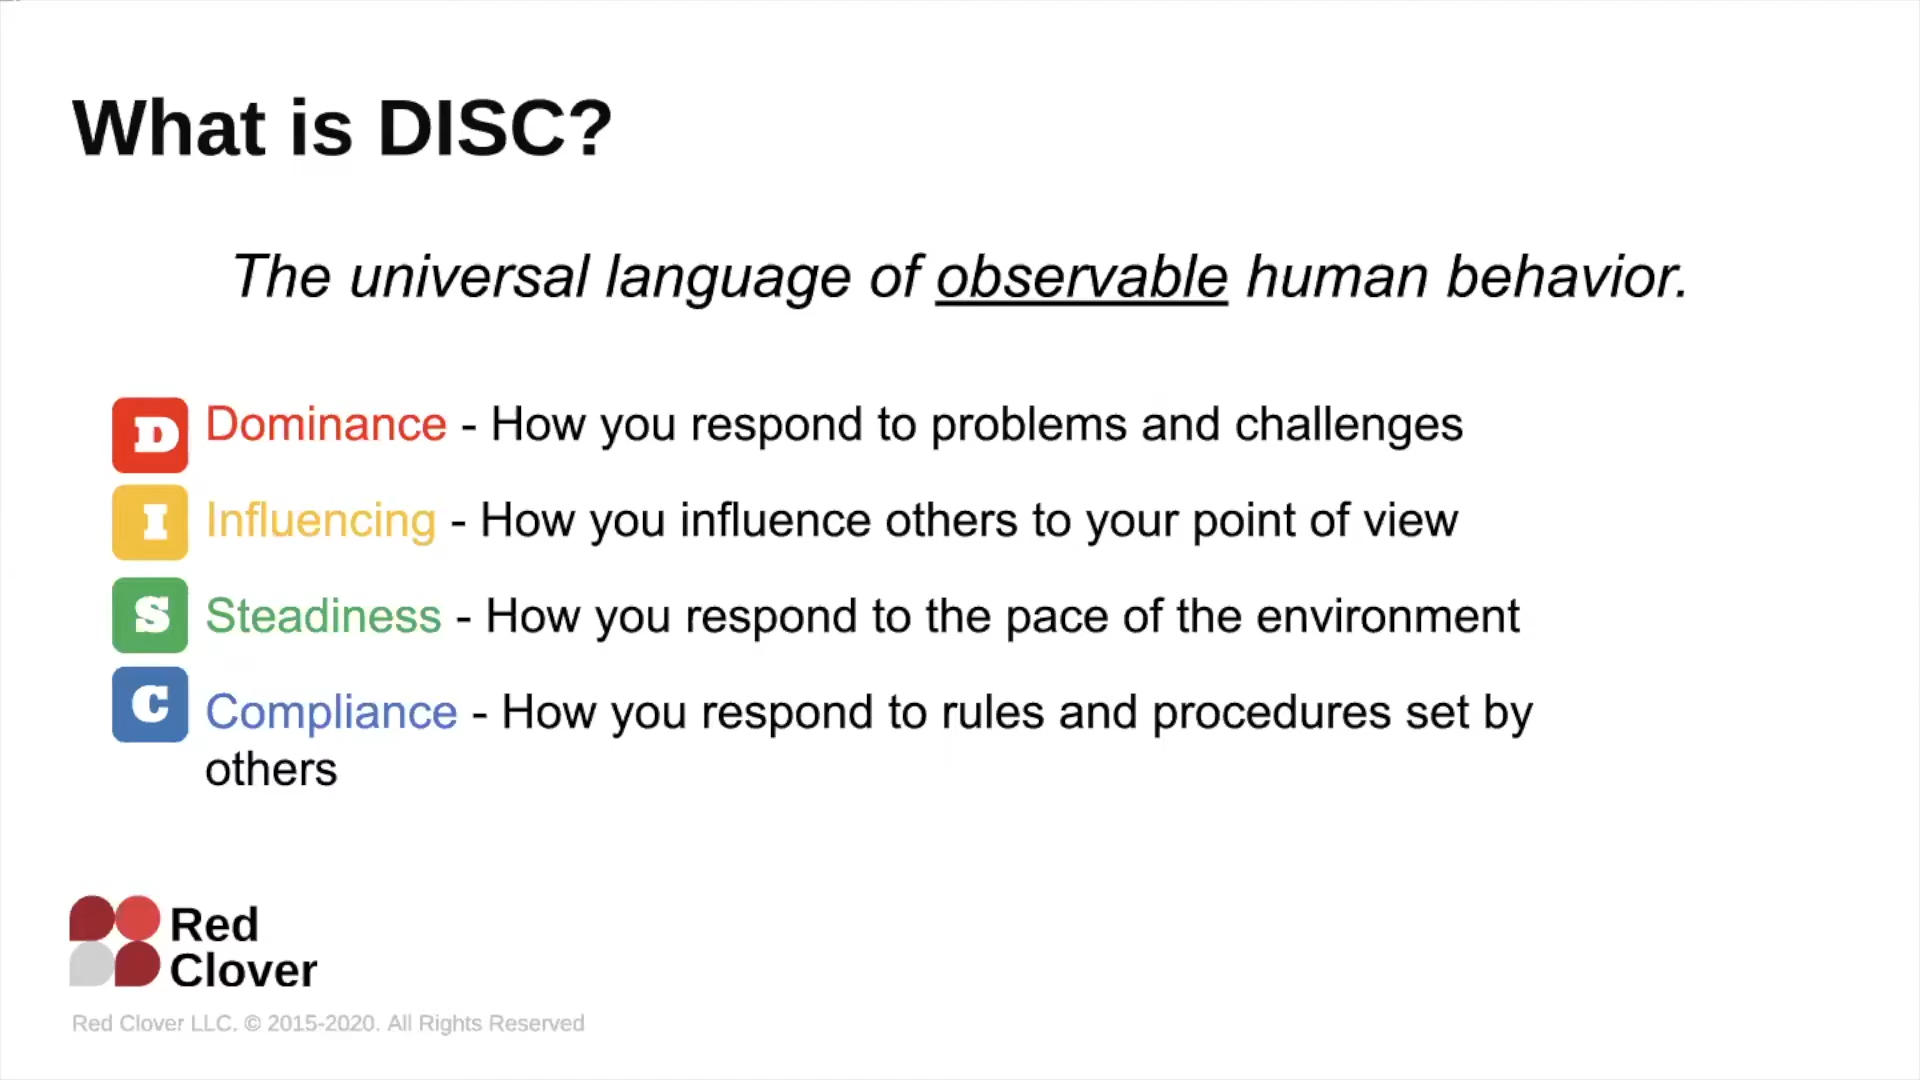 What is DISC?
The universal language of observable human behavior.
D Dominance - How you respond to problems and challenges
I Influencing - How you influence others to your point of view
S Steadiness - How you respond to the pace of the environment
C Compliance - How you respond to rules and procedures set by
others
Red
Clover
Red Clover LLC. © 2015-2020. All Rights Reserved